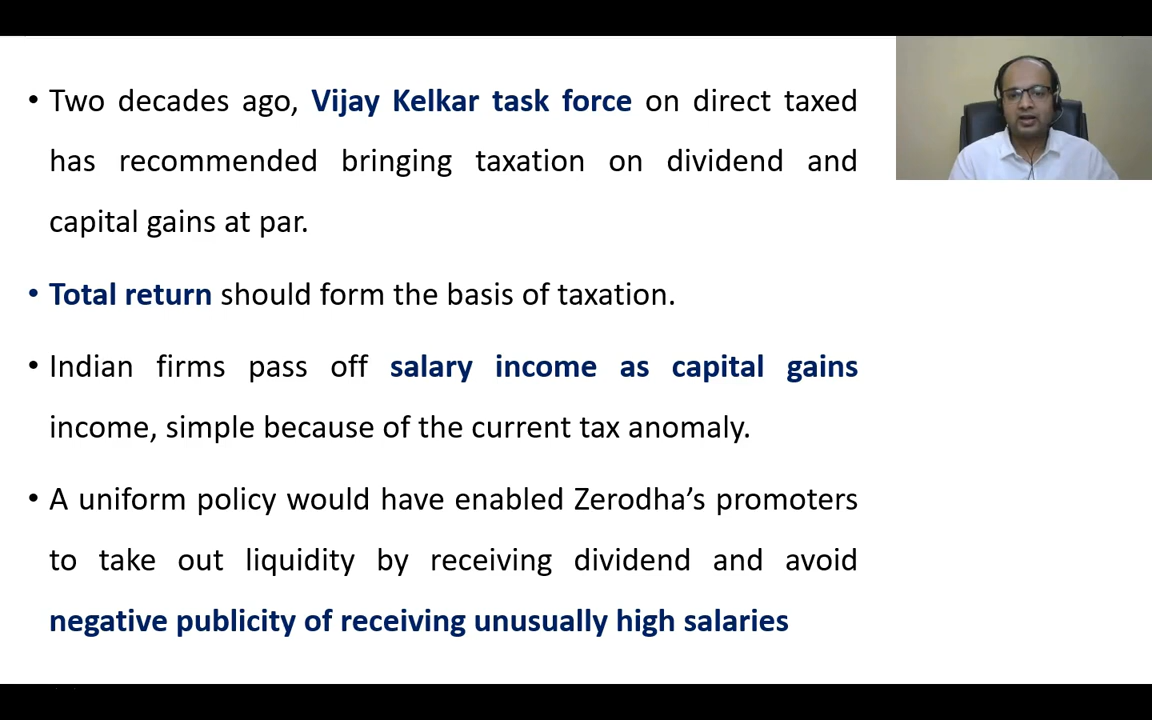 • Two decades ago, Vijay Kelkar task force on direct taxed
has recommended bringing taxation on dividend and
capital gains at par.
• Total return should form the basis of taxation.
• Indian firms pass off salary income as capital gains
income, simple because of the current tax anomaly.
• A uniform policy would have enabled Zerodha’s promoters
to take out liquidity by receiving dividend and avoid
negative publicity of receiving unusually high salaries